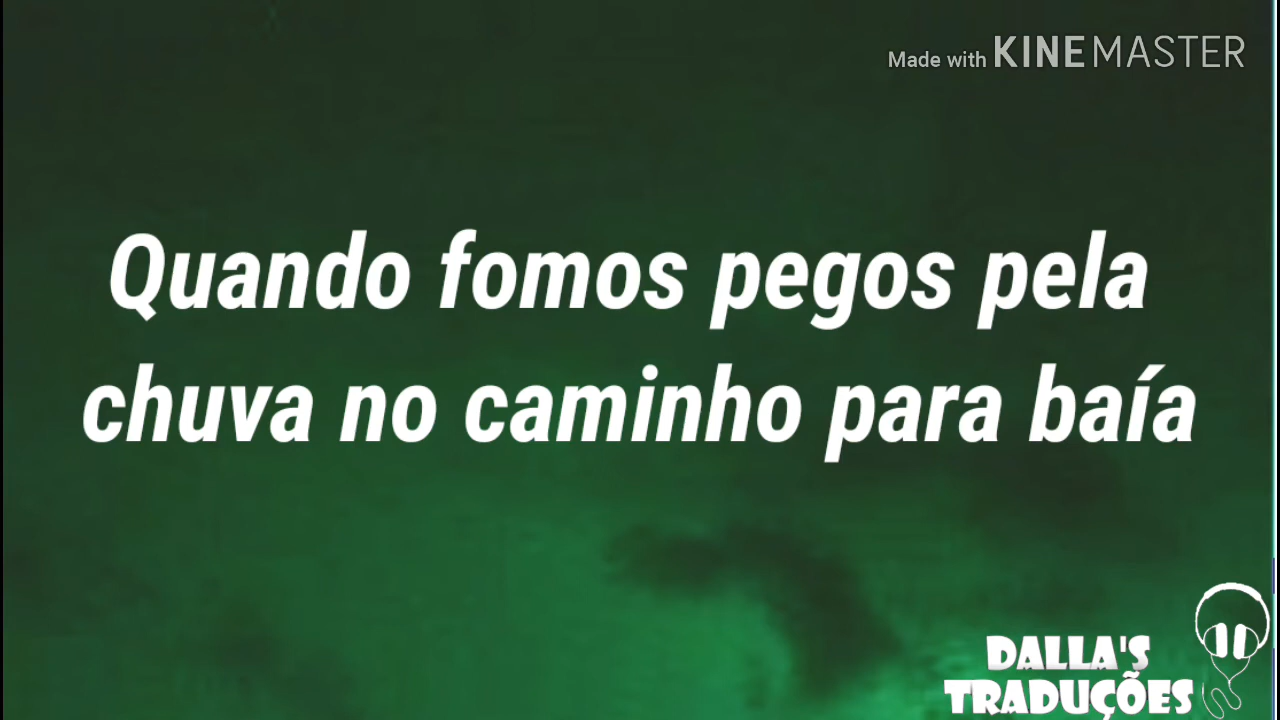 Made with KINEMASTER
Quando fomos pegos pela
chuva no caminho para baía
DALLA'S
TRADUÇÕES